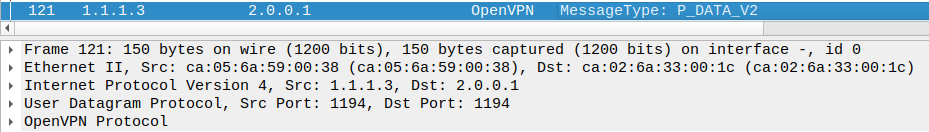 121 1.1.1.3 2.0.0.1 OpenVPN MessageType: P_DATA_V2
Frame 121: 150 bytes on wire (1200 bits), 150 bytes captured (1200 bits) on interface -, id 0
Ethernet II, Src: ca:05:6a:59:00:38 (ca:05:6a:59:00:38), Dst: ca:02:6a:33:00:1c (ca:02:6a:33:00:1c)
Internet Protocol Version 4, Src: 1.1.1.3, Dst: 2.0.0.1
User Datagram Protocol, Src Port: 1194, Dst Port: 1194
OpenVPN Protocol